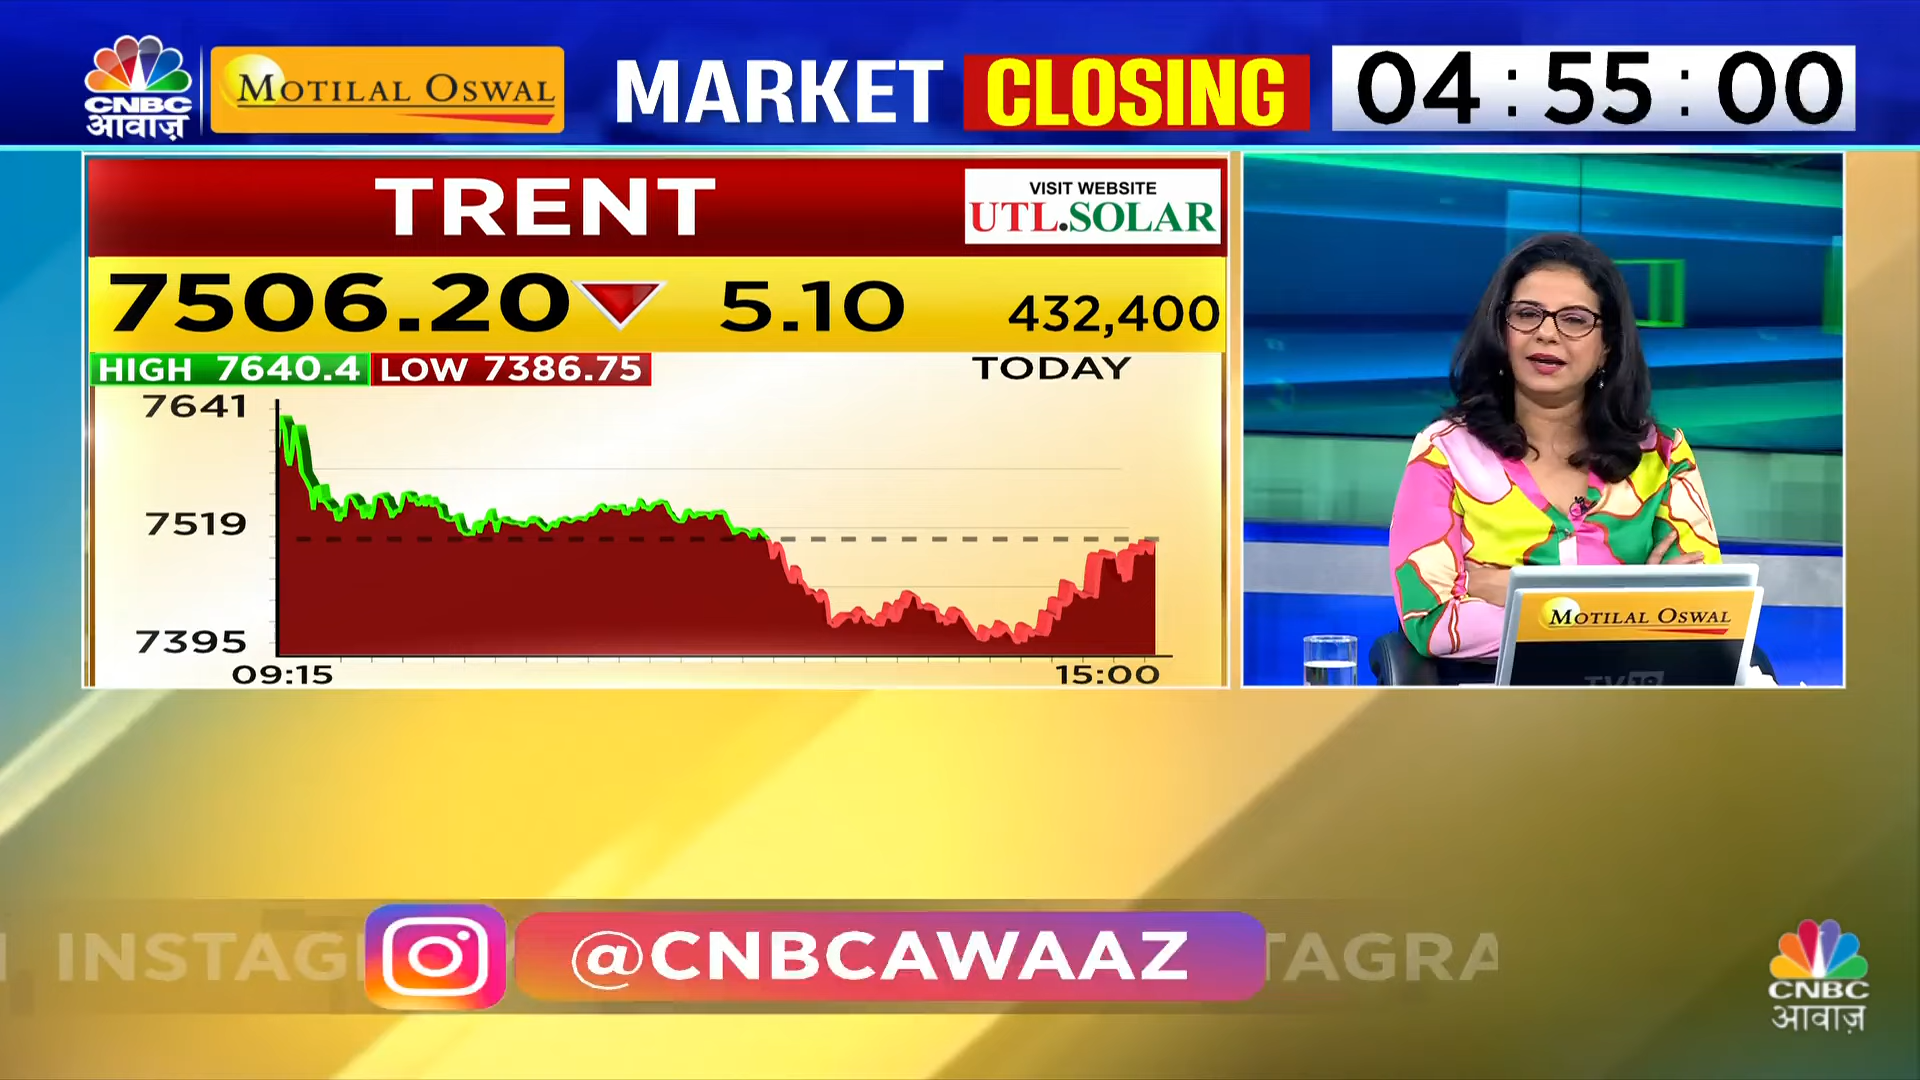 CNBC
आवाज़
MOTILAL OSWAL
MARKET CLOSING
04:55:00
TRENT
VISIT WEBSITE
UTL.SOLAR
7506.20 5.10 432,400
HIGH 7640.4 LOW 7386.75
TODAY
7641
7519
7395
09:15 15:00
MOTILAL OSWAL
TV18
INSTAG
@CNBCAWAAZ
TAGRA
CNBC
आवाज़